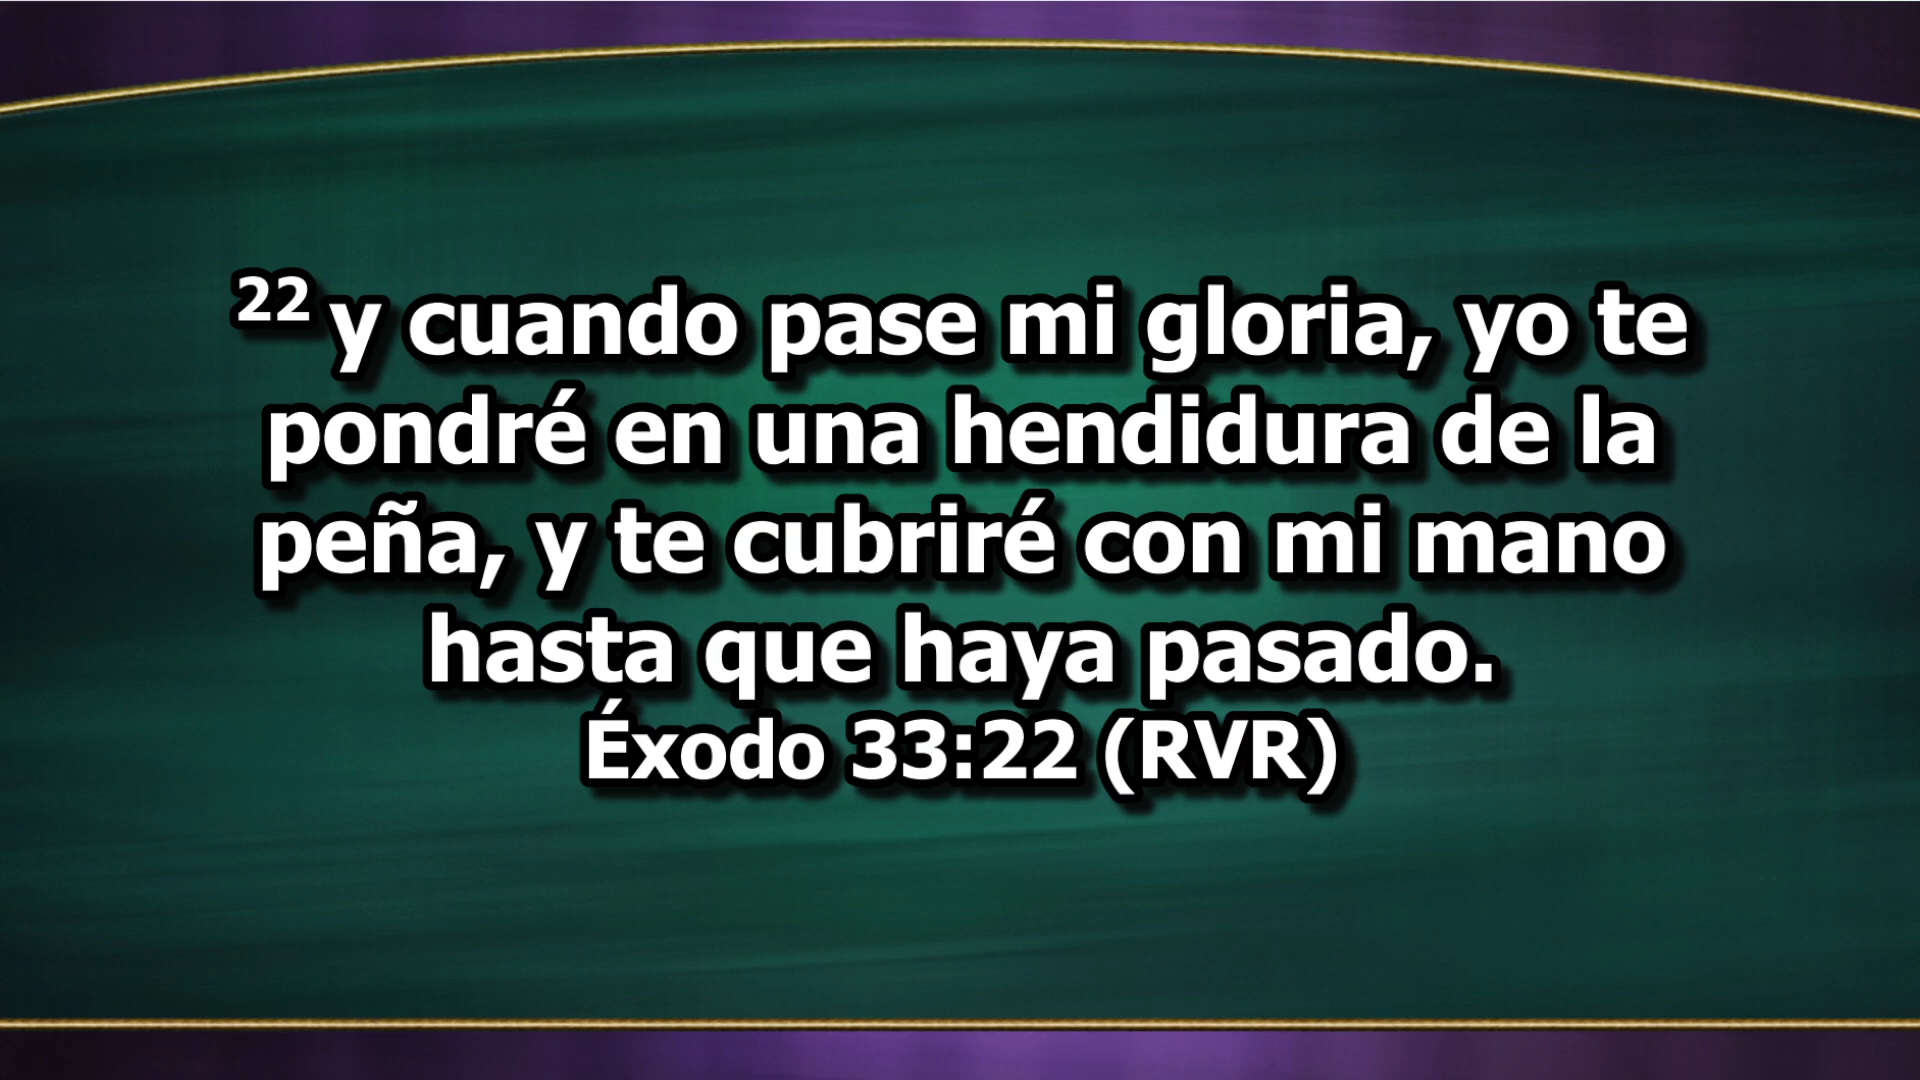 22 y cuando pase mi gloria, yo te
pondré en una hendidura de la
peña, y te cubriré con mi mano
hasta que haya pasado.
Éxodo 33:22 (RVR)